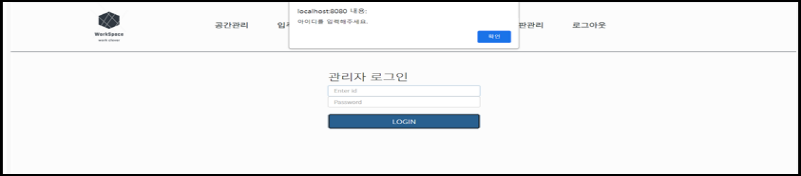 localhost:8080 내용:
아이디를 입력해주세요.
확인
WorkSpace
공간관리
판관리
로그아웃
관리자 로그인
Enter id
Password
LOGIN